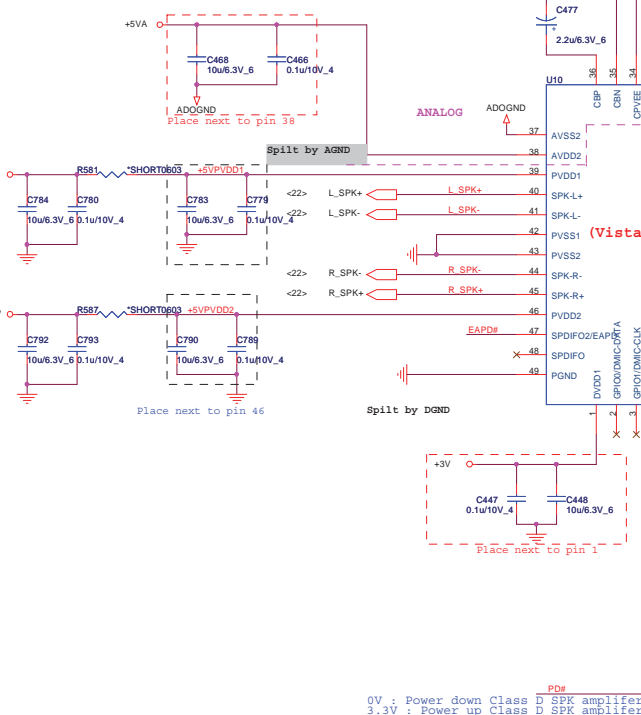 C477
2.2u/6.3V_6
+
+5VA
C468
10u/6.3V_6
C466
0.1u/10V_4
ADOGND
Place next to pin 38
ANALOG
ADOGND
U10
36
35
34
CBP
CBN
CPVEE
Spilt by AGND
37 AVSS2
38 AVDD2
39 PVDD1
40 SPK-L+
41 SPK-L-
42 PVSS1
43 PVSS2
44 SPK-R-
45 SPK-R+
46 PVDD2
47 SPDIFO2/EAPD
48 SPDIFO
49 PGND
(Vista
R581
*SHORT0603
+5VPVDD1
C784
10u/6.3V_6
C780
0.1u/10V_4
C783
10u/6.3V_6
C779
0.1u/10V_4
<22> L_SPK+ L_SPK+
<22> L_SPK- L_SPK-
<22> R_SPK- R_SPK-
<22> R_SPK+ R_SPK+
EAPD#
R587
*SHORT0603
+5VPVDD2
C792
10u/6.3V_6
C793
0.1u/10V_4
C790
10u/6.3V_6
C789
0.1u/10V_4
Place next to pin 46
Spilt by DGND
DVDD1
GPIO0/DMIC-DATA
GPIO1/DMIC-CLK
1
2
3
+3V
C447
0.1u/10V_4
C448
10u/6.3V_6
Place next to pin 1
PD#
0V : Power down Class D SPK amplifer
3.3V : Power up Class D SPK amplifer